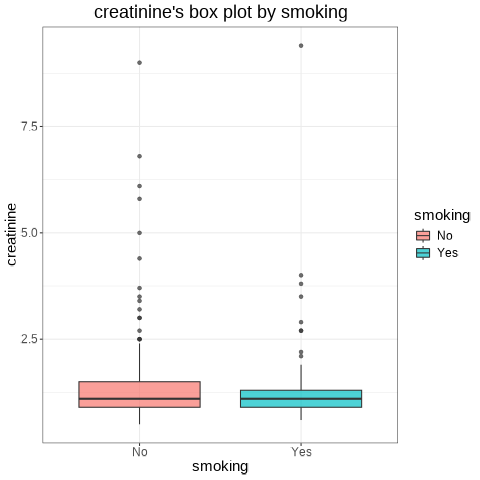 creatinine's box plot by smoking
creatinine
7.5
5.0
2.5
No
Yes
smoking
smoking
No
Yes